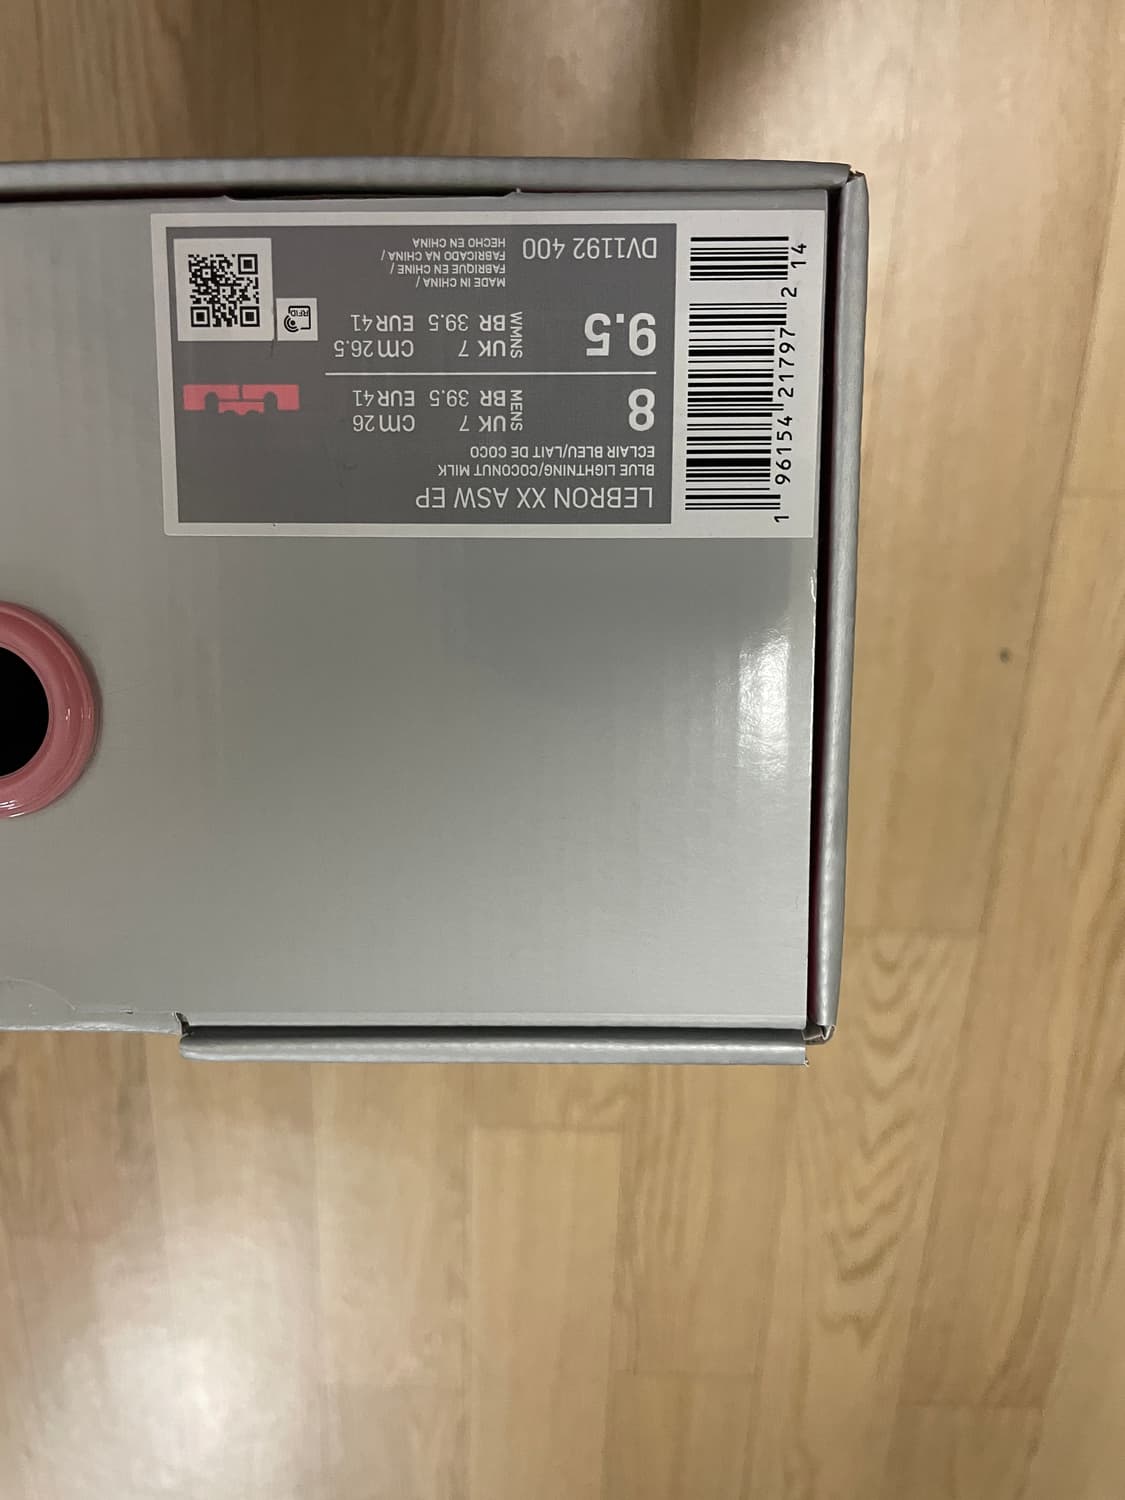 LEBRON XX ASW EP
BLUE LIGHTNING/COCONUT MILK
ECLAIR BLEU/LAIT DE COCO
8 MENS UK 7 BR 39.5 cm 26 EUR 41
9.5 WMNS UK 7 BR 39.5 cm 26.5 EUR 41
DV1192 400
MADE IN CHINA /
FABRIQUE EN CHINE /
FABRICADO NA CHINA /
HECHO EN CHINA
RFID
1 96154 21797 2 14